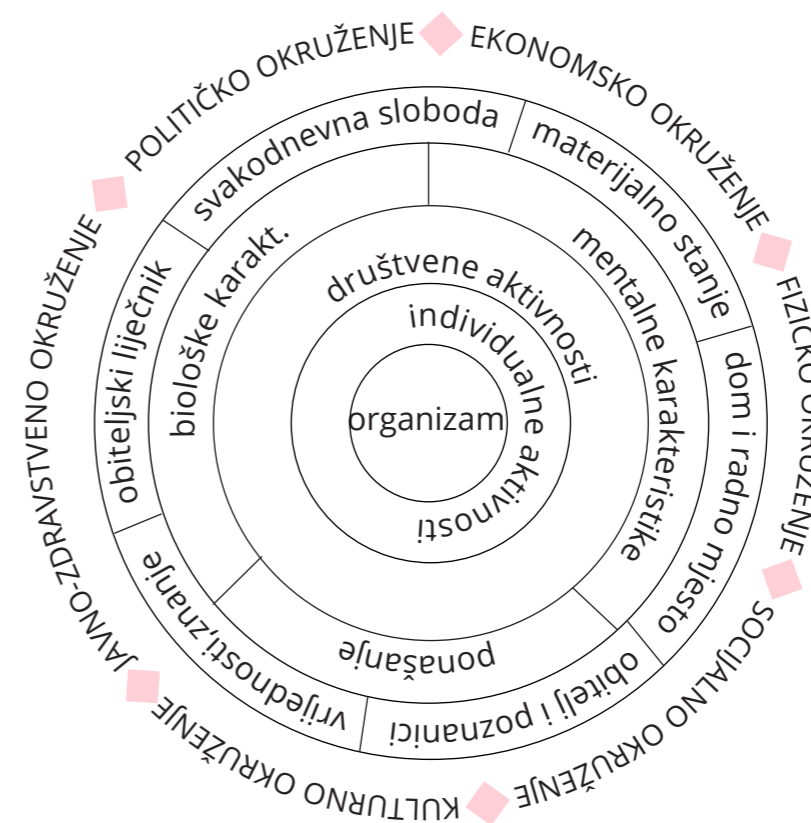 POLITIČKO OKRUŽENJE
EKONOMSKO OKRUŽENJE
FIZIČKO OKRUŽENJE
SOCIJALNO OKRUŽENJE
KULTURNO OKRUŽENJE
JAVNO-ZDRAVSTVENO OKRUŽENJE
svakodnevna sloboda
materijalno stanje
dom i radno mjesto
obitelj i poznanici
vrijednosti,znanje
obiteljski liječnik
biološke karakt.
mentalne karakteristike
ponašanje
društvene aktivnosti
individualne aktivnosti
organizam